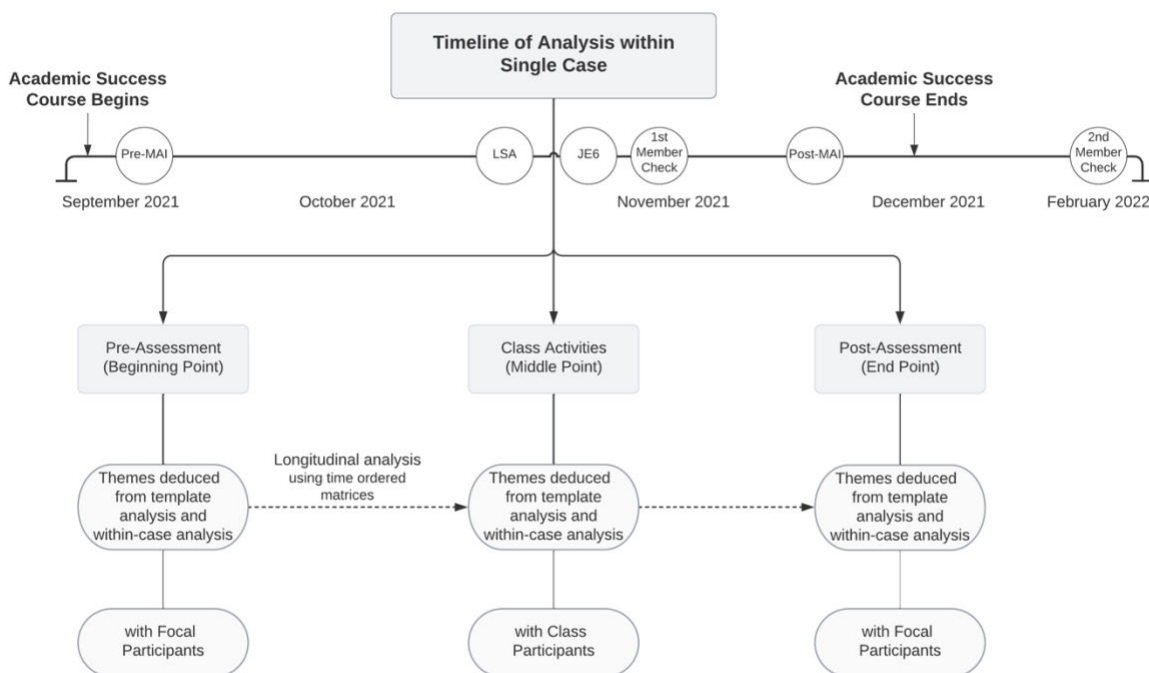 Timeline of Analysis within
Single Case
Academic Success
Course Begins
Academic Success
Course Ends
Pre-MAI
LSA
JE6
1st
Member
Check
Post-MAI
2nd
Member
Check
September 2021
October 2021
November 2021
December 2021
February 2022
Pre-Assessment
(Beginning Point)
Class Activities
(Middle Point)
Post-Assessment
(End Point)
Themes deduced
from template
analysis and
within-case analysis
Longitudinal analysis
using time ordered
matrices
Themes deduced
from template
analysis and
within-case analysis
Themes deduced
from template
analysis and
within-case analysis
with Focal
Participants
with Class
Participants
with Focal
Participants